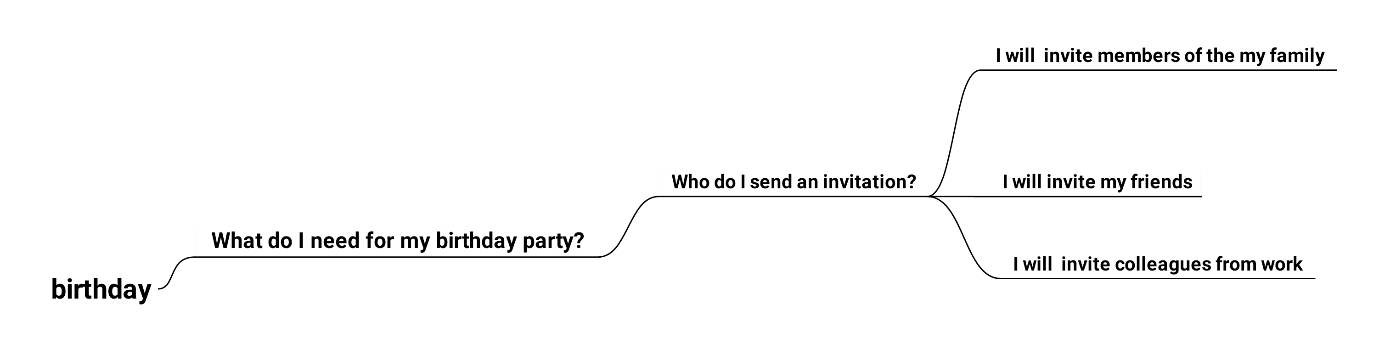 birthday
What do I need for my birthday party?
Who do I send an invitation?
I will  invite members of the my family
I will invite my friends
I will  invite colleagues from work